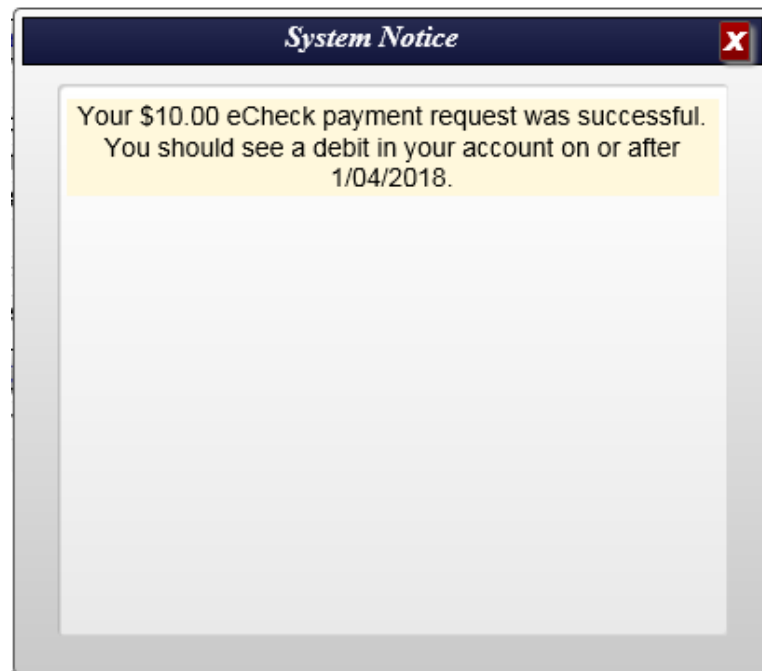 System Notice
X
Your $10.00 eCheck payment request was successful.
You should see a debit in your account on or after
1/04/2018.